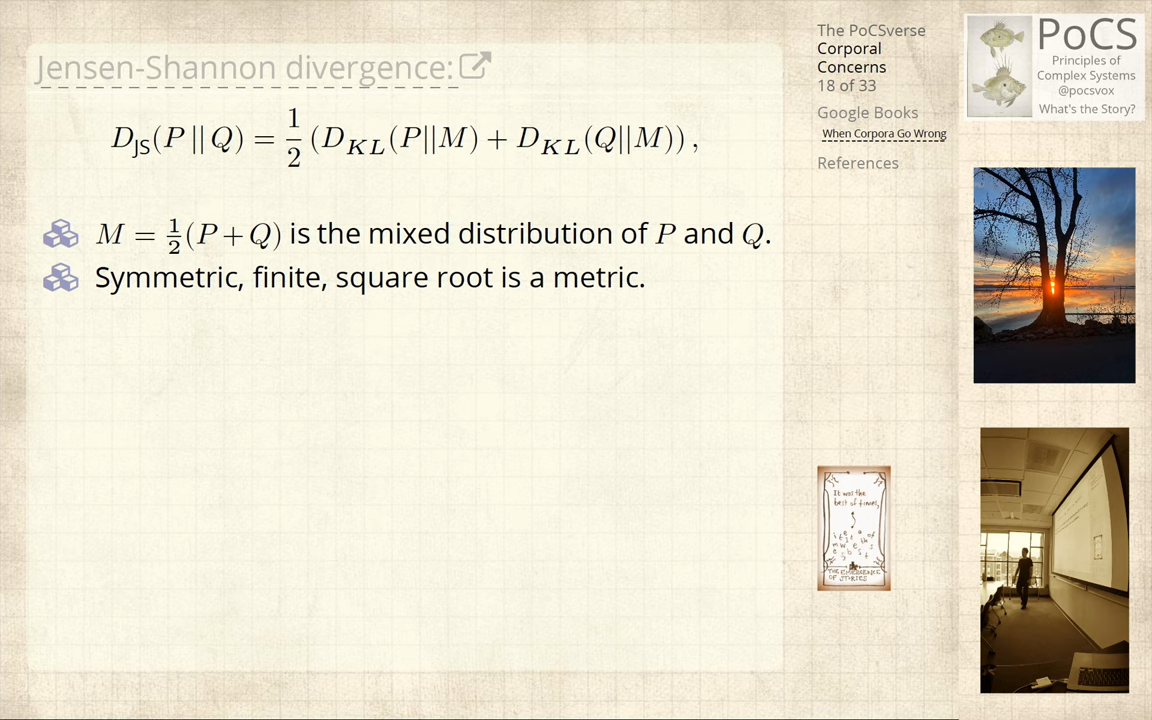 Jensen-Shannon divergence:
D_JS(P || Q) = 1/2 (D_KL(P||M) + D_KL(Q||M)),
M = 1/2(P + Q) is the mixed distribution of P and Q.
Symmetric, finite, square root is a metric.
The PoCSverse
Corporal
Concerns
18 of 33
Google Books
When Corpora Go Wrong
References
It was the
best of times,
THE EMERGENCE
OF STORIES
PoCS
Principles of
Complex Systems
@pocsvox
What's the Story?